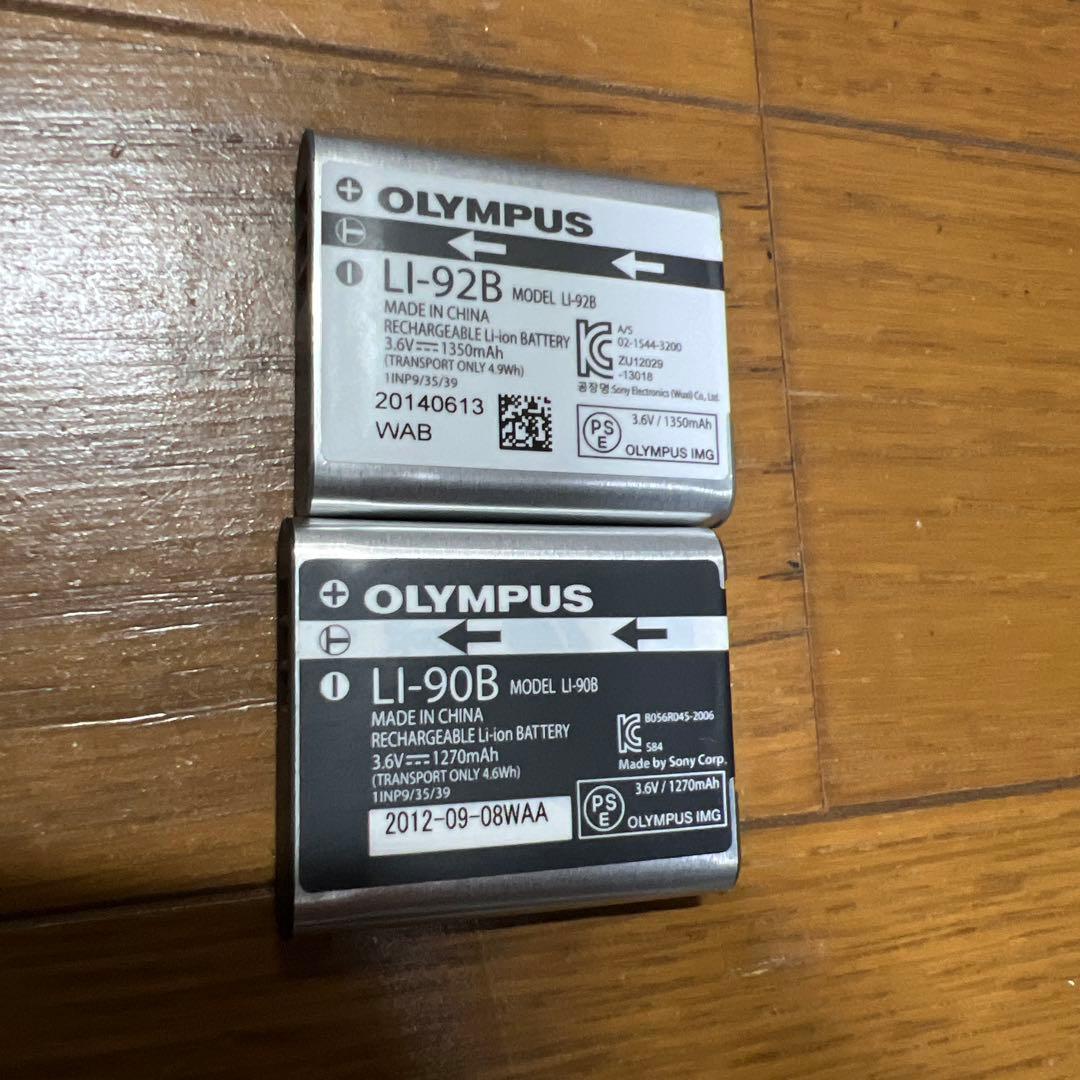 OLYMPUS
LI-92B MODEL LI-92B
MADE IN CHINA
RECHARGEABLE Li-ion BATTERY
3.6V⎓1350mAh
(TRANSPORT ONLY 4.9Wh)
1INP9/35/39
20140613
WAB
A/S
02-1544-3200
ZU12029
-13018
공장명:Sony Electronics (Wuxi) Co., Ltd.
PSE
3.6V / 1350mAh
OLYMPUS IMG
OLYMPUS
LI-90B MODEL LI-90B
MADE IN CHINA
RECHARGEABLE Li-ion BATTERY
3.6V⎓1270mAh
(TRANSPORT ONLY 4.6Wh)
1INP9/35/39
2012-09-08WAA
B056R045-2006
S84
Made by Sony Corp.
PSE
3.6V / 1270mAh
OLYMPUS IMG